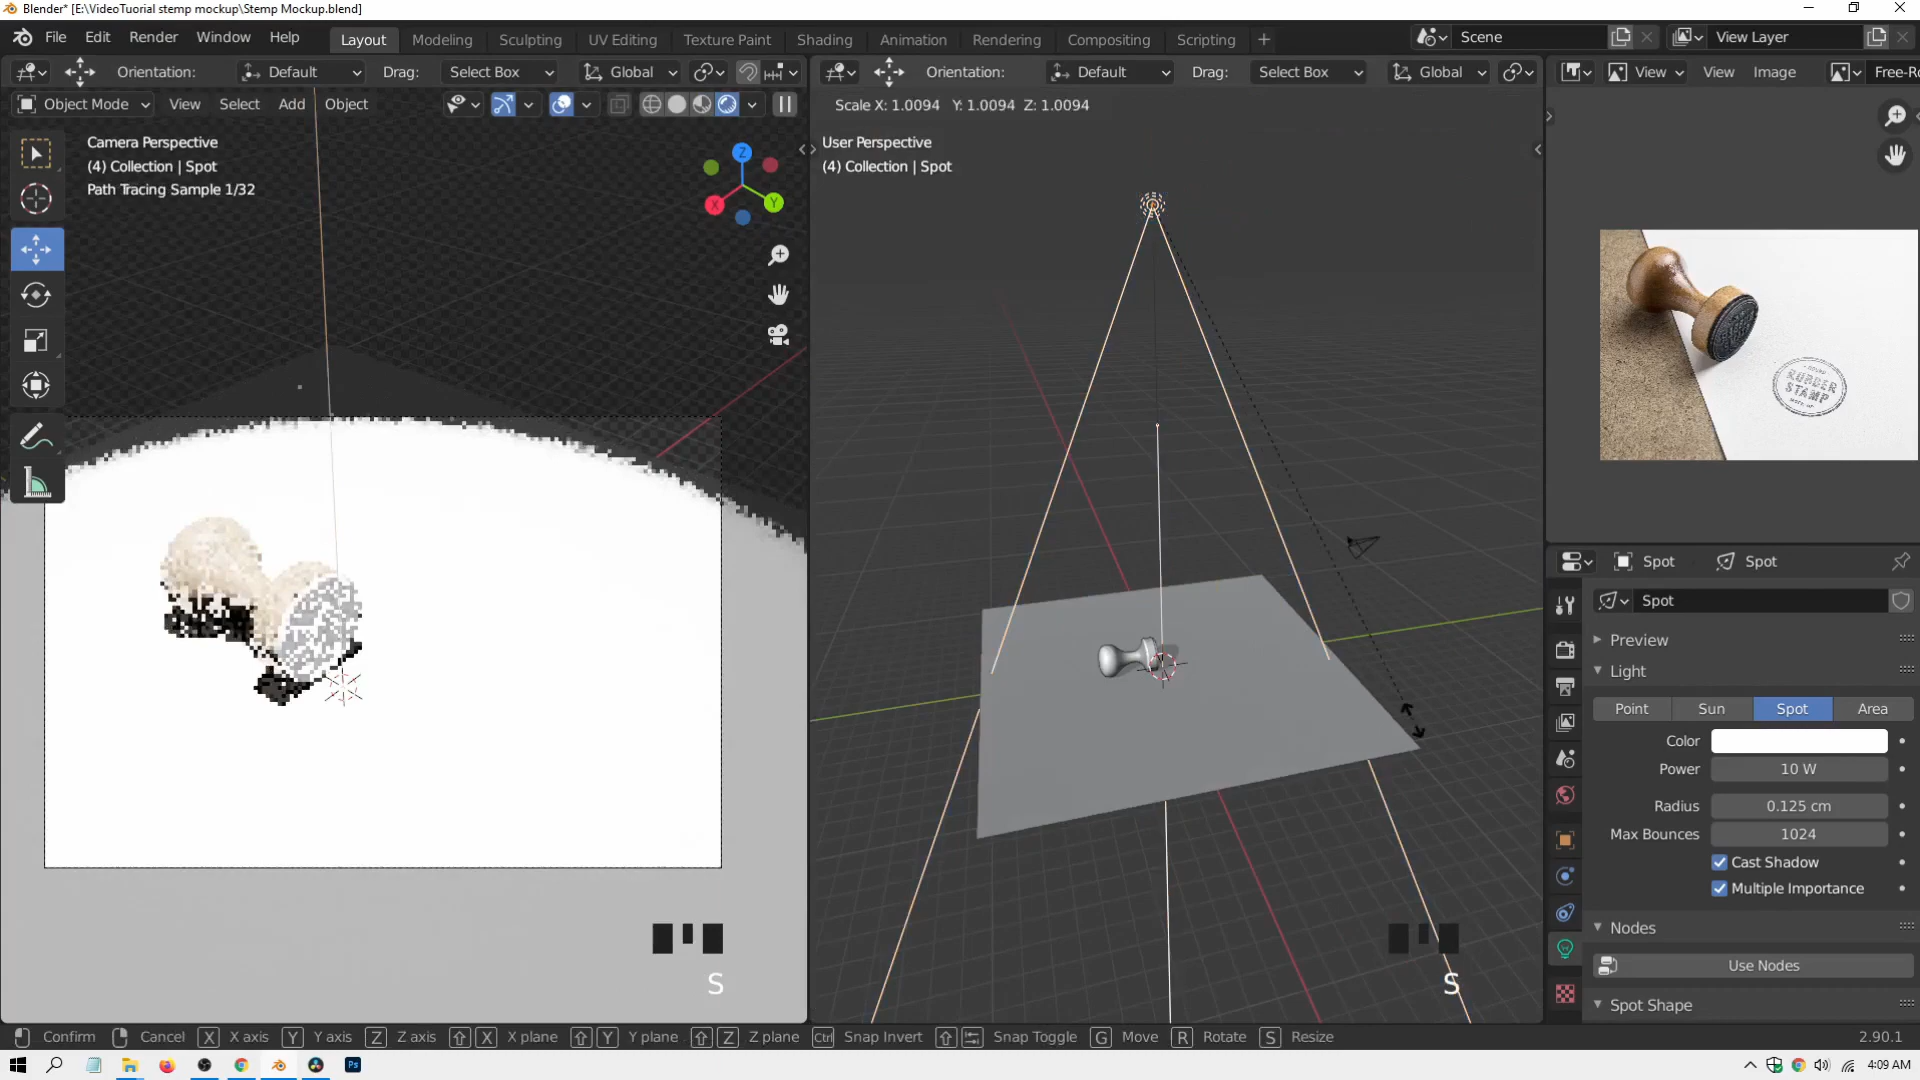 Blender* [E:\VideoTuorial stemp mockup\Stemp Mockup.blend]
File Edit Render Window Help Layout Modeling Sculpting UV Editing Texture Paint Shading Animation Rendering Compositing Scripting + Scene View Layer
Orientation: Default Drag: Select Box Global Orientation: Default Drag: Select Box Global View View Image Free-Ro
Object Mode View Select Add Object Scale X: 1.0094 Y: 1.0094 Z: 1.0094
Camera Perspective
(4) Collection | Spot
Path Tracing Sample 1/32
Z
X
Y
S
User Perspective
(4) Collection | Spot
S
RUBBER
STAMP
Spot Spot
Spot
Preview
Light
Point Sun Spot Area
Color
Power 10 W
Radius 0.125 cm
Max Bounces 1024
Cast Shadow
Multiple Importance
Nodes
Use Nodes
Spot Shape
Confirm Cancel X X axis Y Y axis Z Z axis X X plane Y Y plane Z Z plane Ctrl Snap Invert Snap Toggle G Move R Rotate S Resize 2.90.1
Ps 4:09 AM